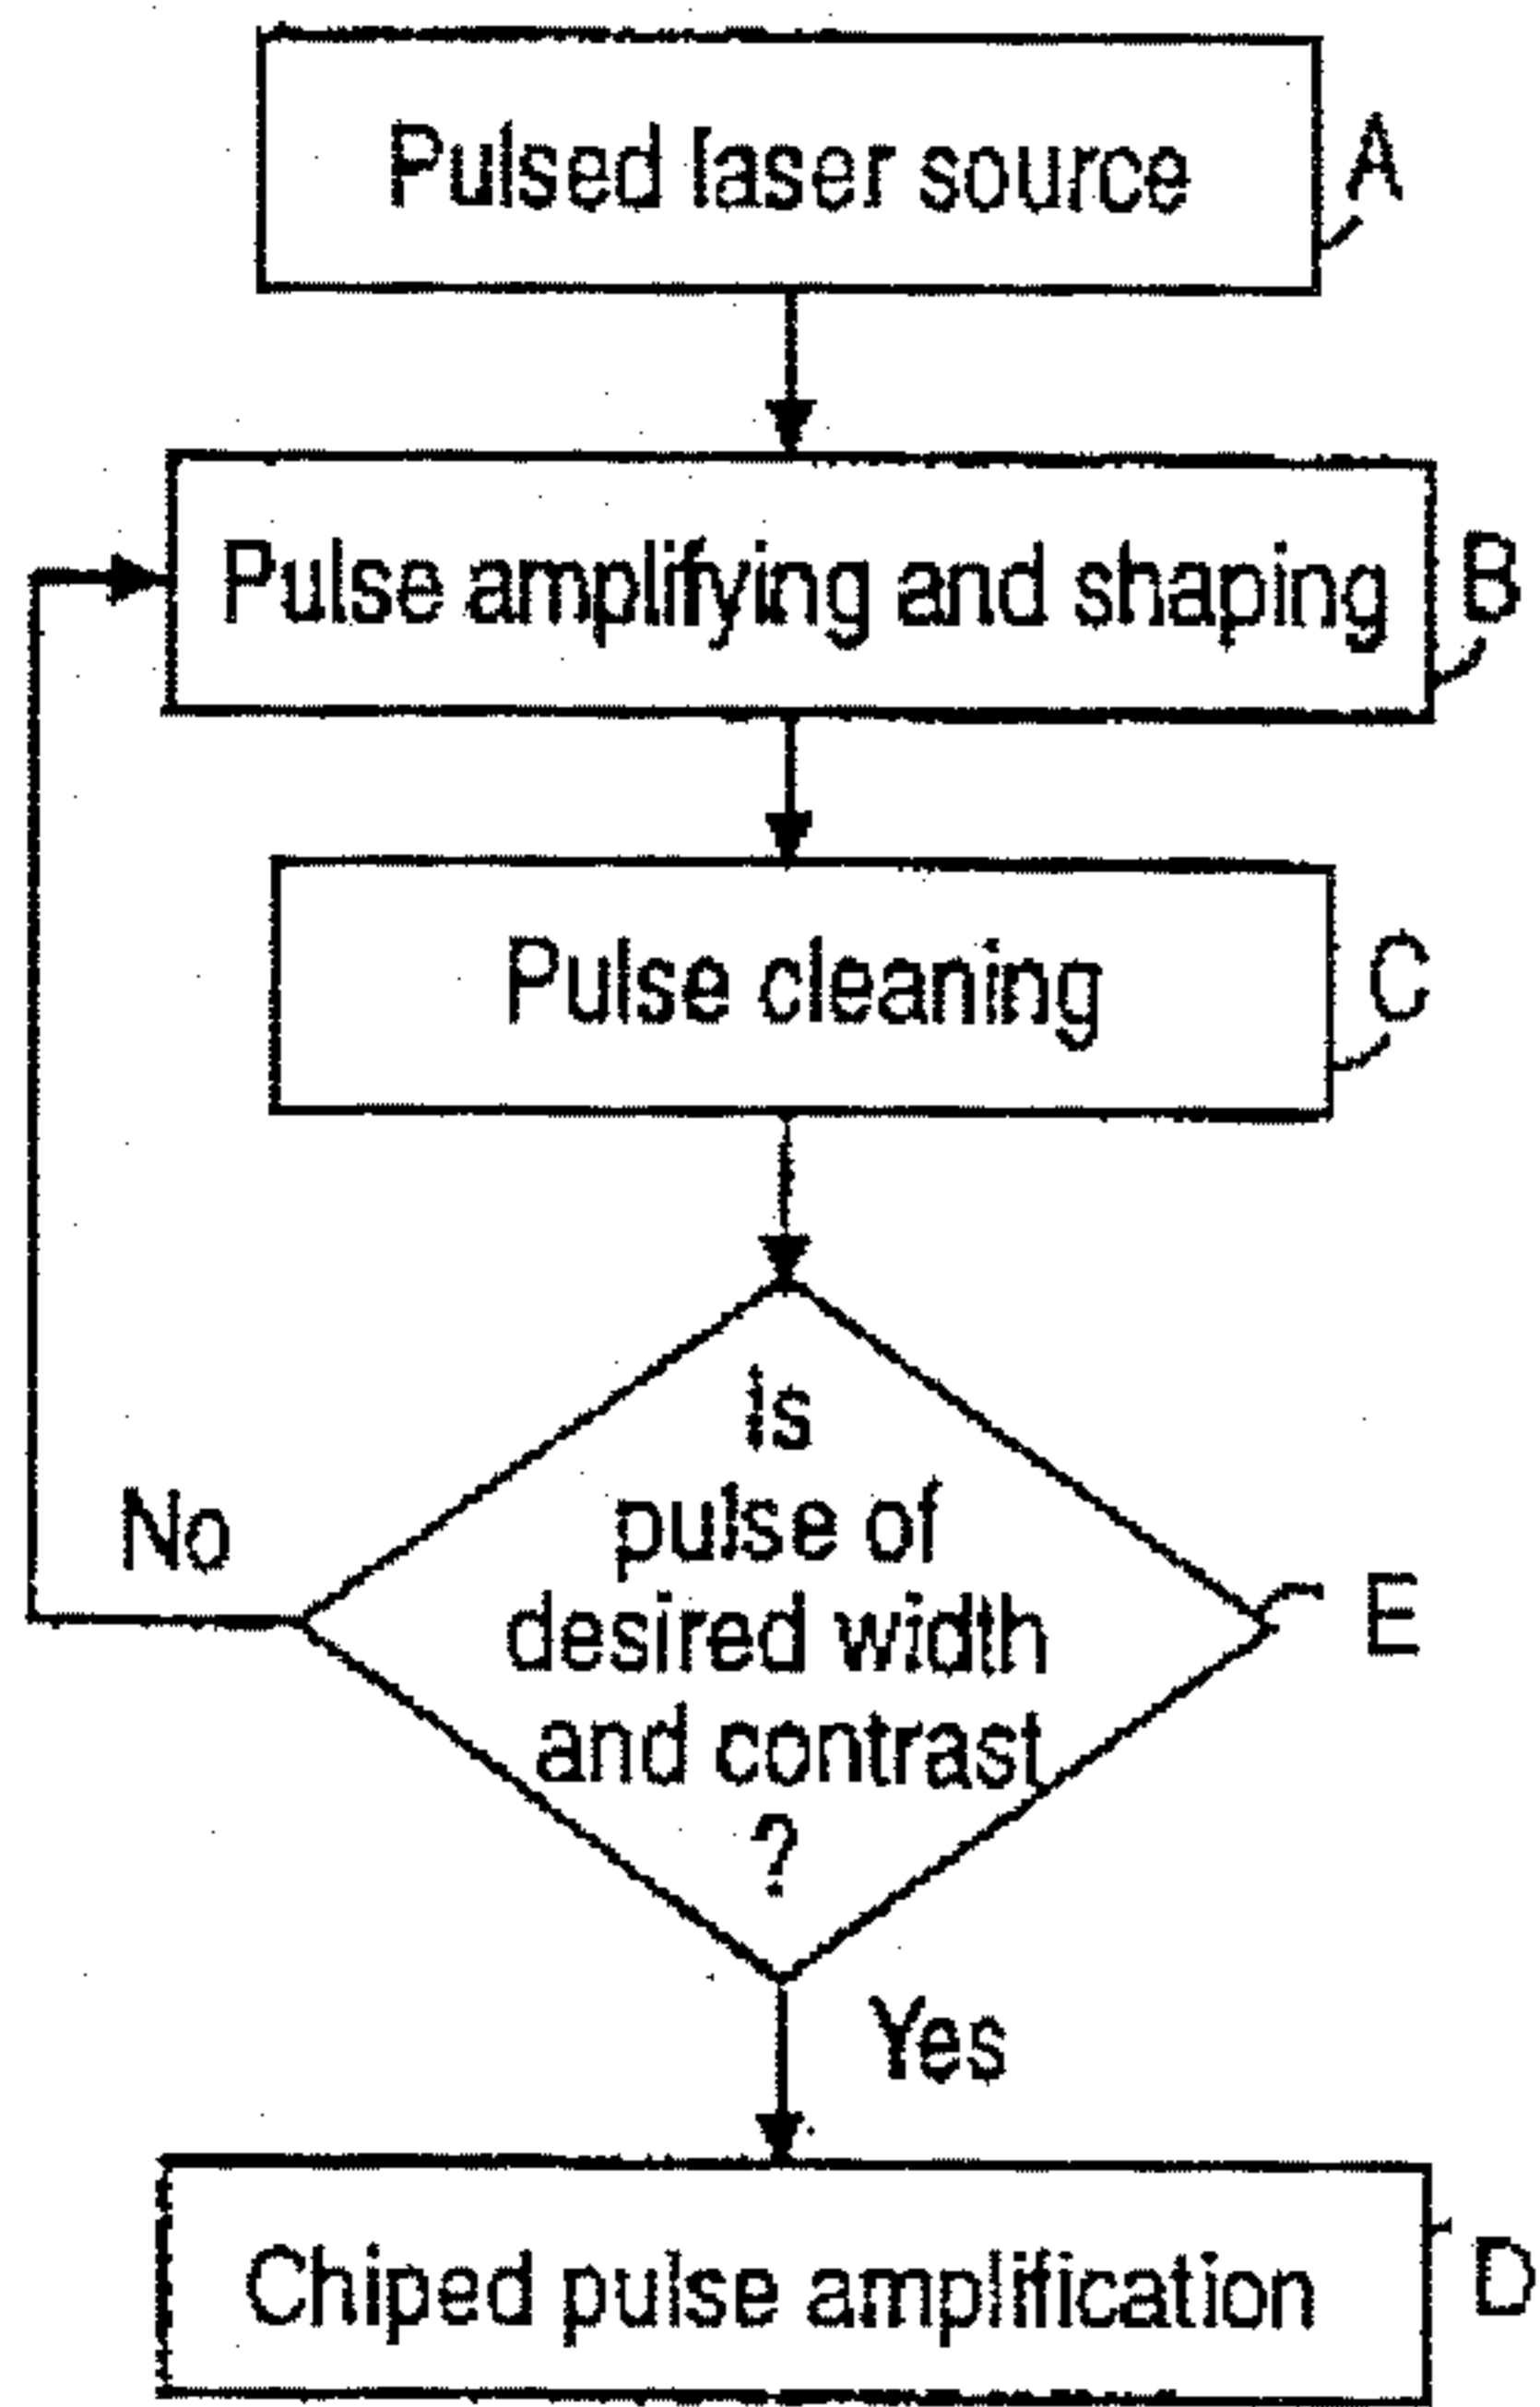 Pulsed laser source
A
Pulse amplifying and shaping
B
Pulse cleaning
C
Is
pulse of
desired width
and contrast
?
No
E
Yes
Chiped pulse amplification
D